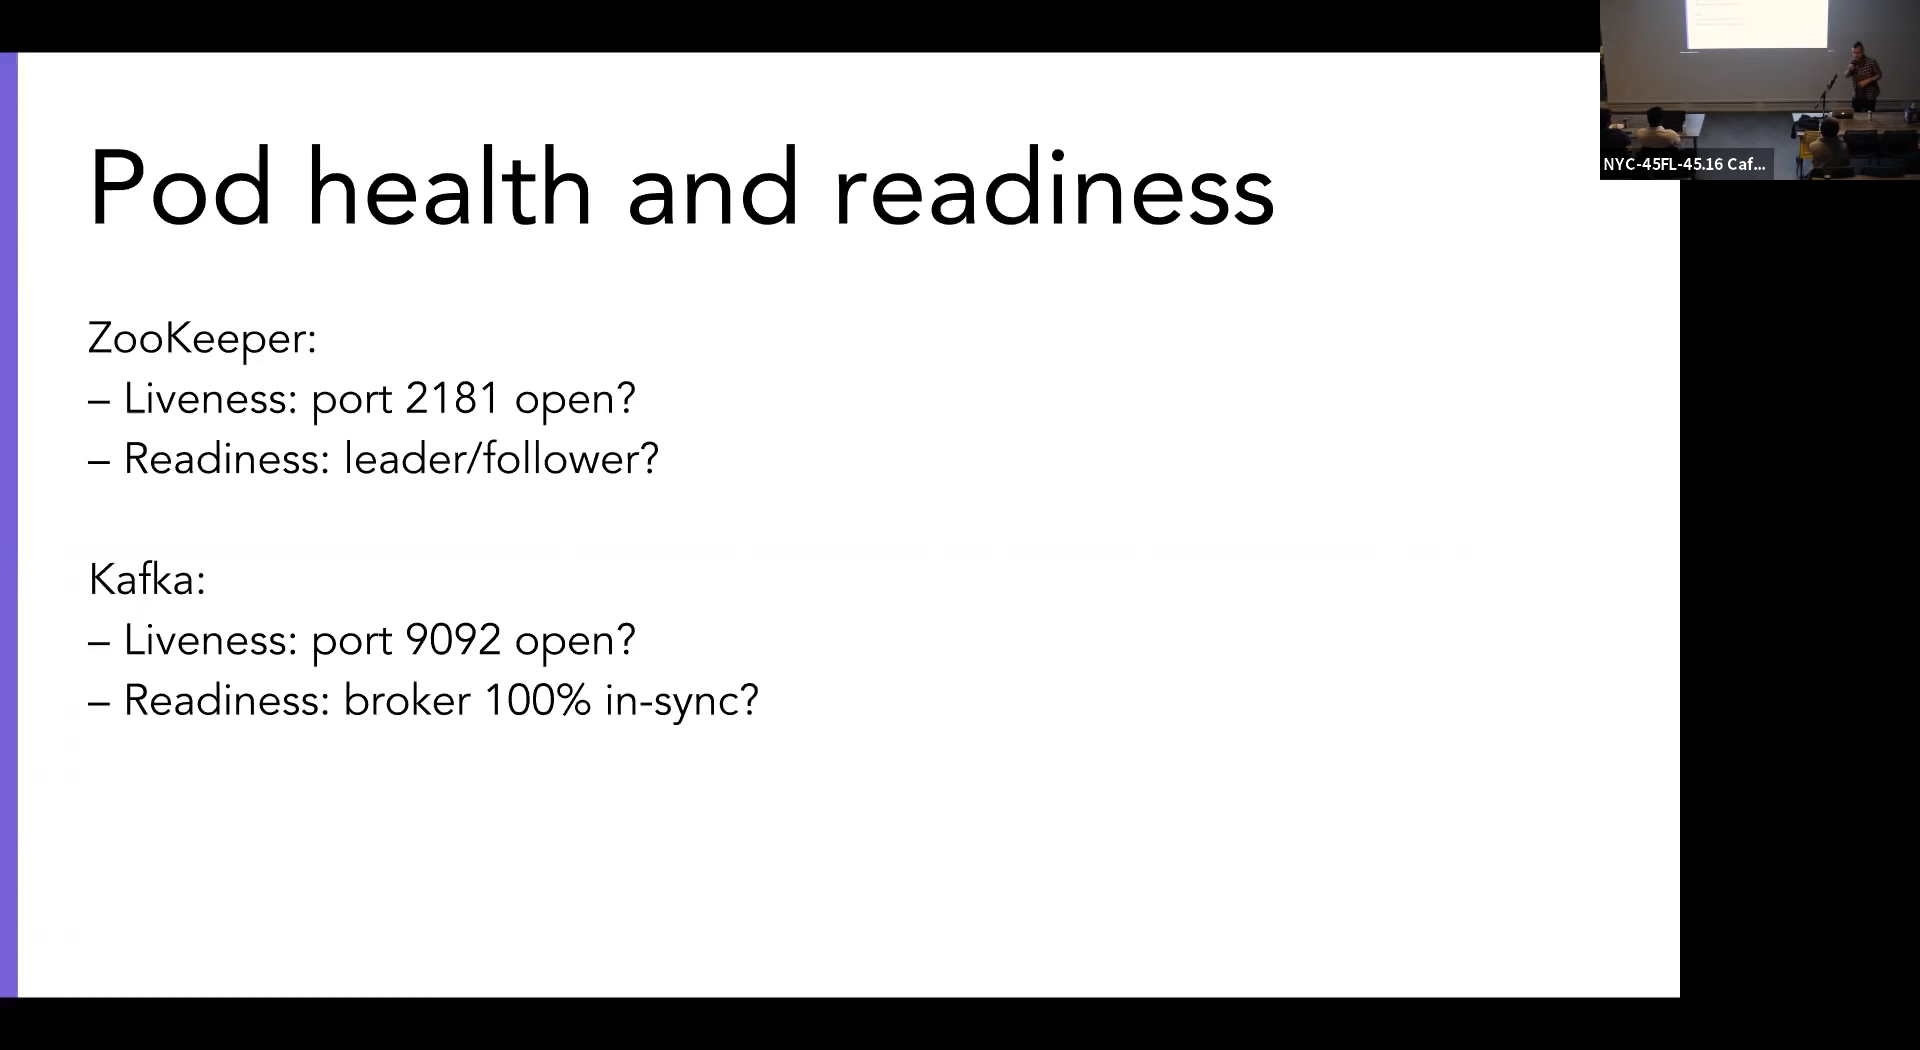 Pod health and readiness
ZooKeeper:
– Liveness: port 2181 open?
– Readiness: leader/follower?
Kafka:
– Liveness: port 9092 open?
– Readiness: broker 100% in-sync?
NYC-45FL-45.16 Caf...